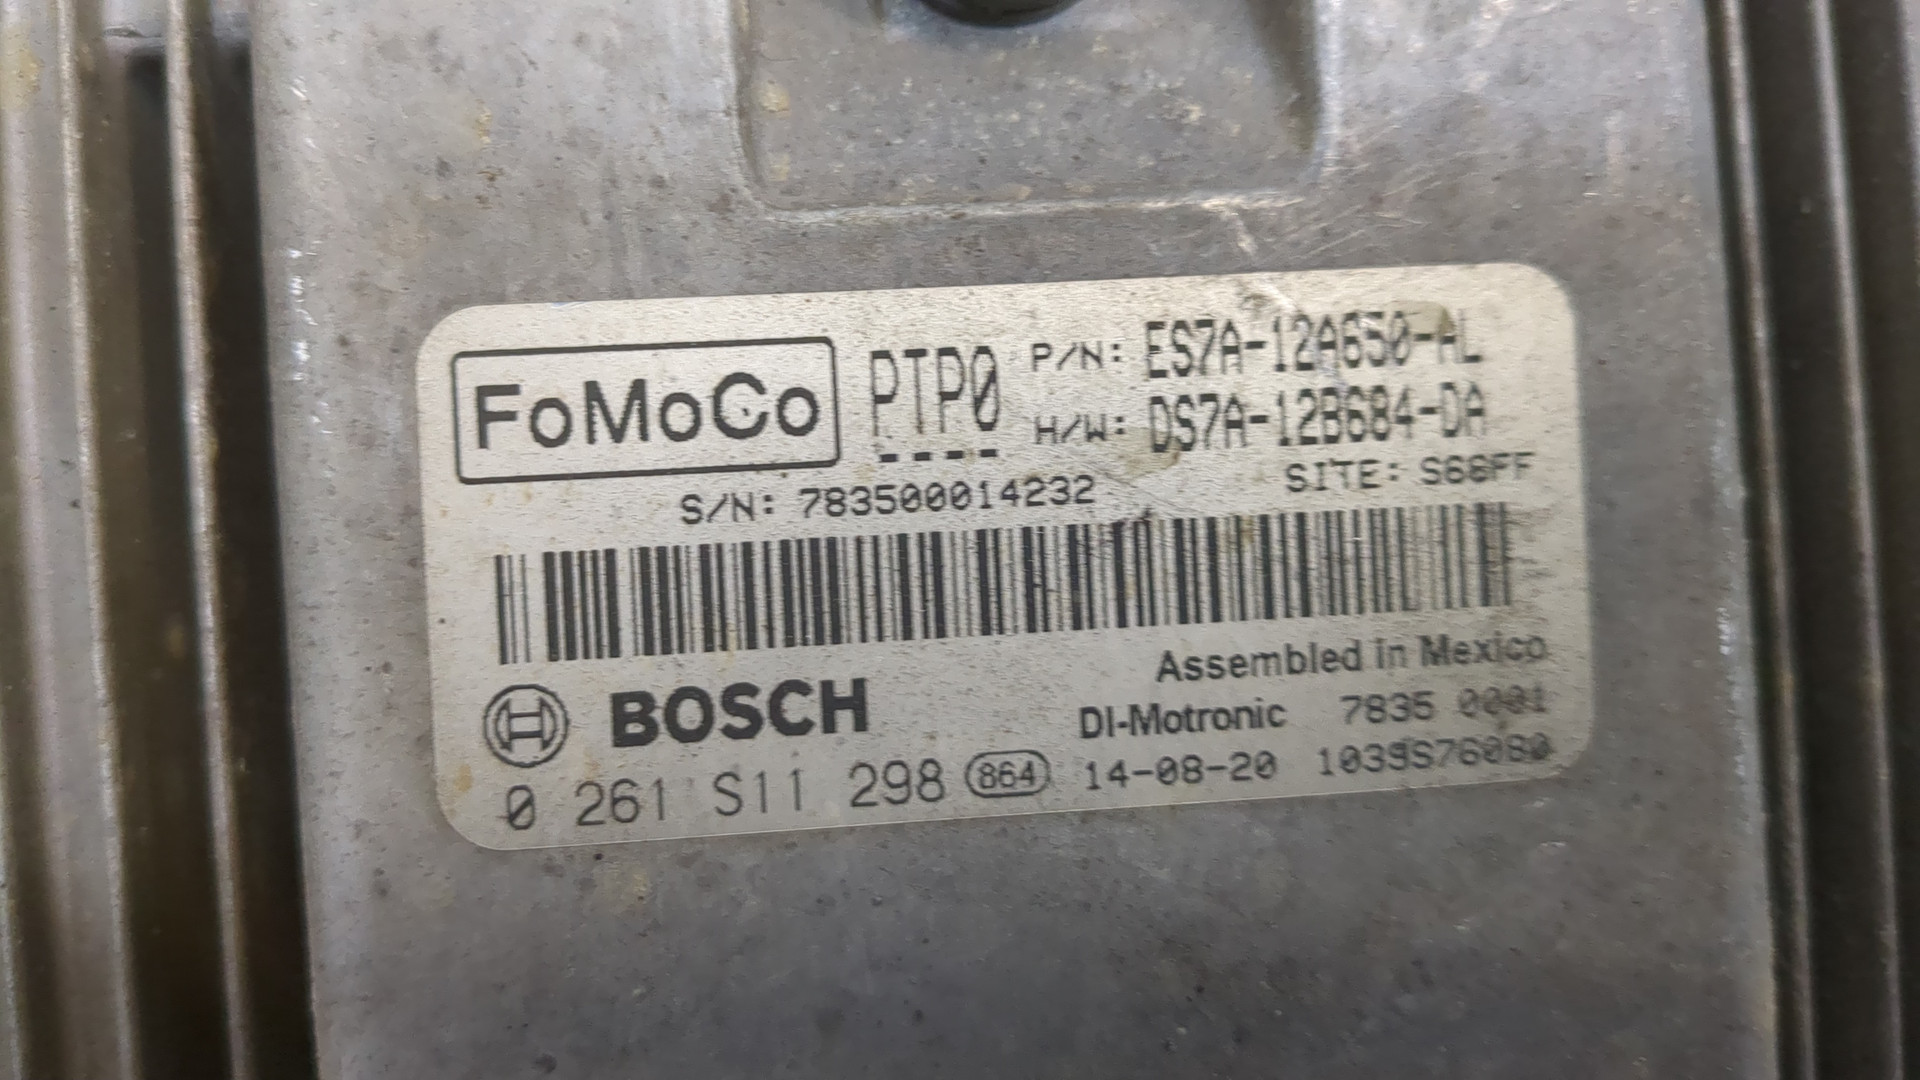 FoMoCo PTP0 P/N: ES7A-12A650-AL
H/W: DS7A-12B684-DA
S/N: 783500014232 SITE: S68FF
Assembled in Mexico
BOSCH DI-Motronic 7835 0001
0 261 S11 298 864 14-08-20 1039S76080